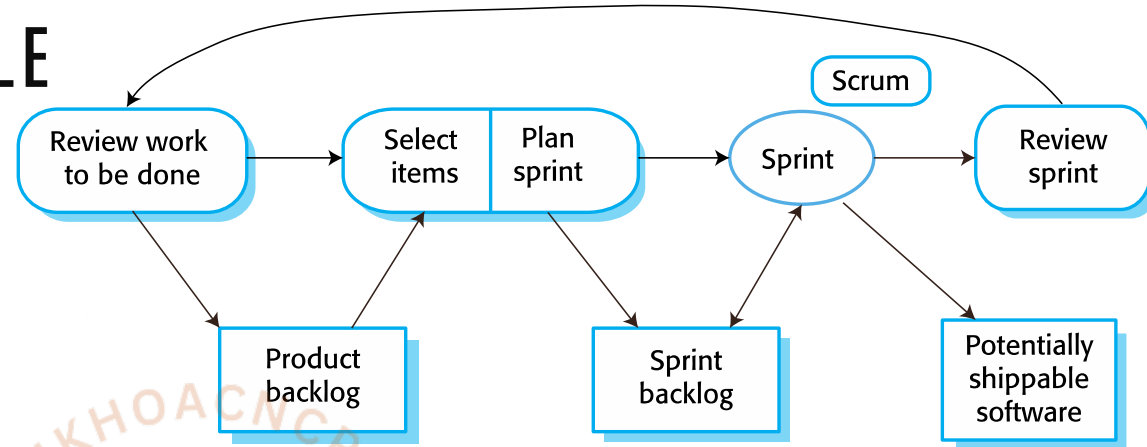 LE
Scrum
Review work
to be done
Select
items
Plan
sprint
Sprint
Review
sprint
Product
backlog
Sprint
backlog
Potentially
shippable
software
KHOACNCP